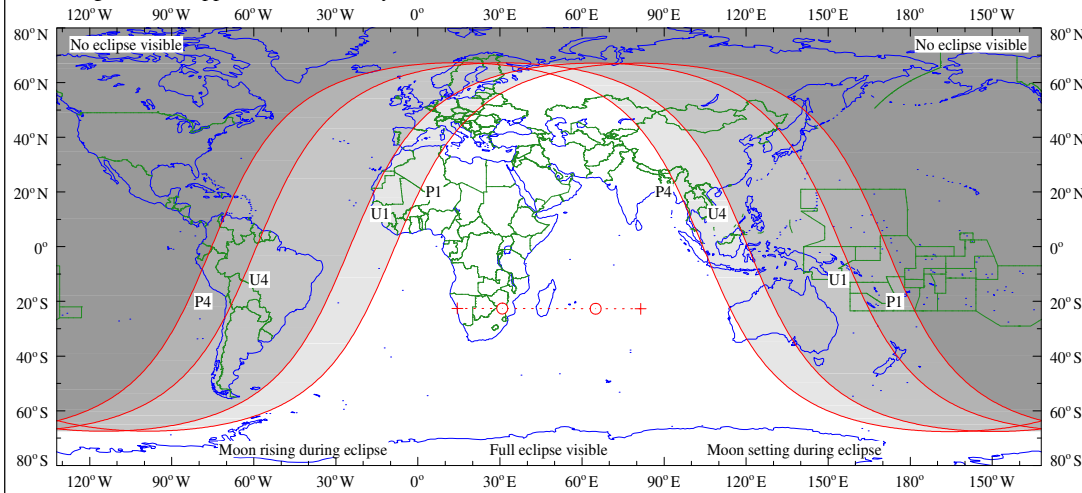 120° W 90° W 60° W 30° W 0° 30° E 60° E 90° E 120° E 150° E 180° 150° W
80° N 80° N
No eclipse visible No eclipse visible
60° N 60° N
40° N 40° N
20° N P1 P4 20° N
U1 U4
0° 0°
U4 U1
20° S P4 P1 20° S
40° S 40° S
60° S 60° S
Moon rising during eclipse Full eclipse visible Moon setting during eclipse
80° S 80° S
120° W 90° W 60° W 30° W 0° 30° E 60° E 90° E 120° E 150° E 180° 150° W